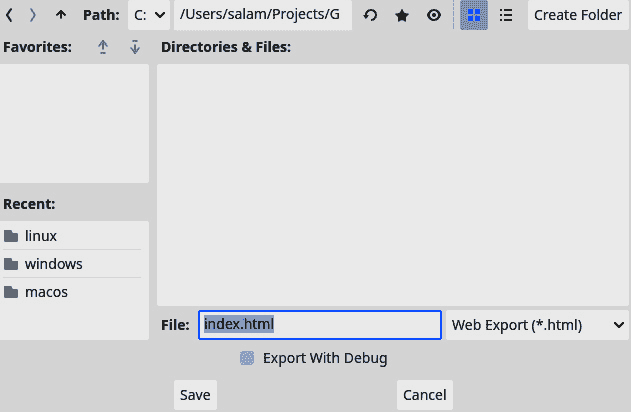 Path: C: /Users/salam/Projects/G Create Folder
Favorites: Directories & Files:
Recent:
linux
windows
macos
File: index.html Web Export (*.html)
Export With Debug
Save Cancel